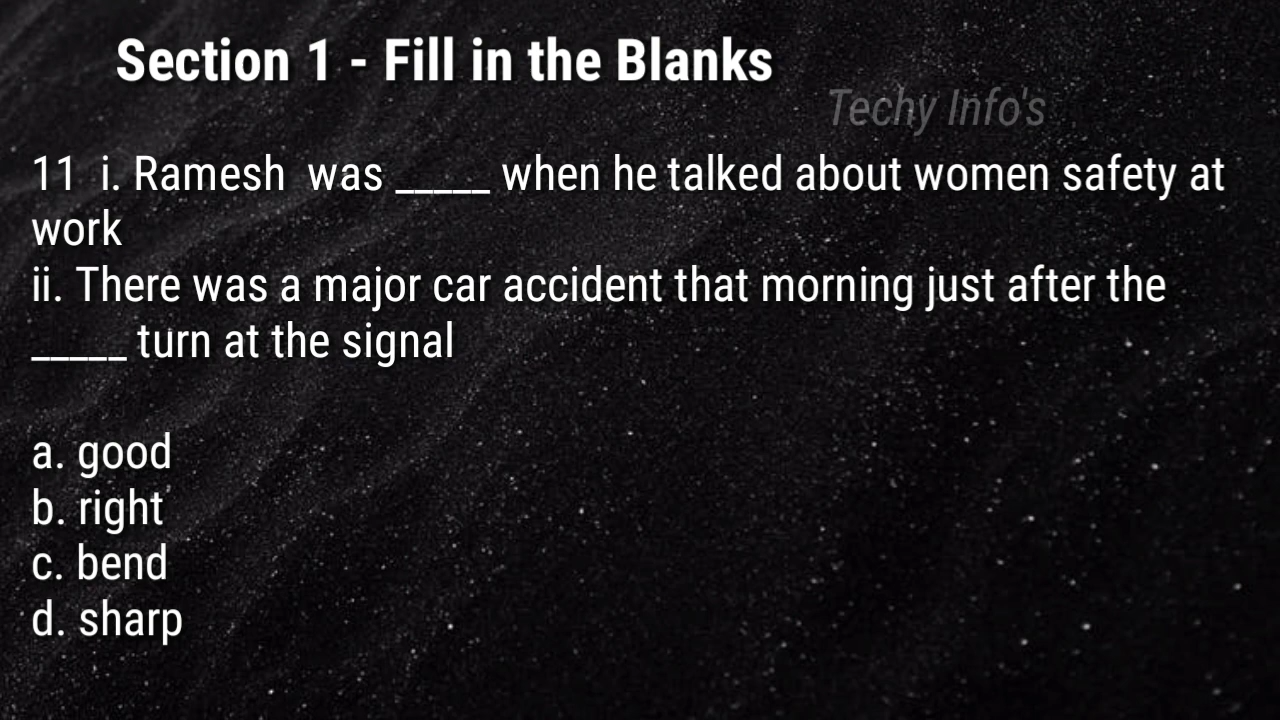 Section 1 - Fill in the Blanks
Techy Info's
11 i. Ramesh was _____ when he talked about women safety at
work
ii. There was a major car accident that morning just after the
_____ turn at the signal
a. good
b. right
c. bend
d. sharp